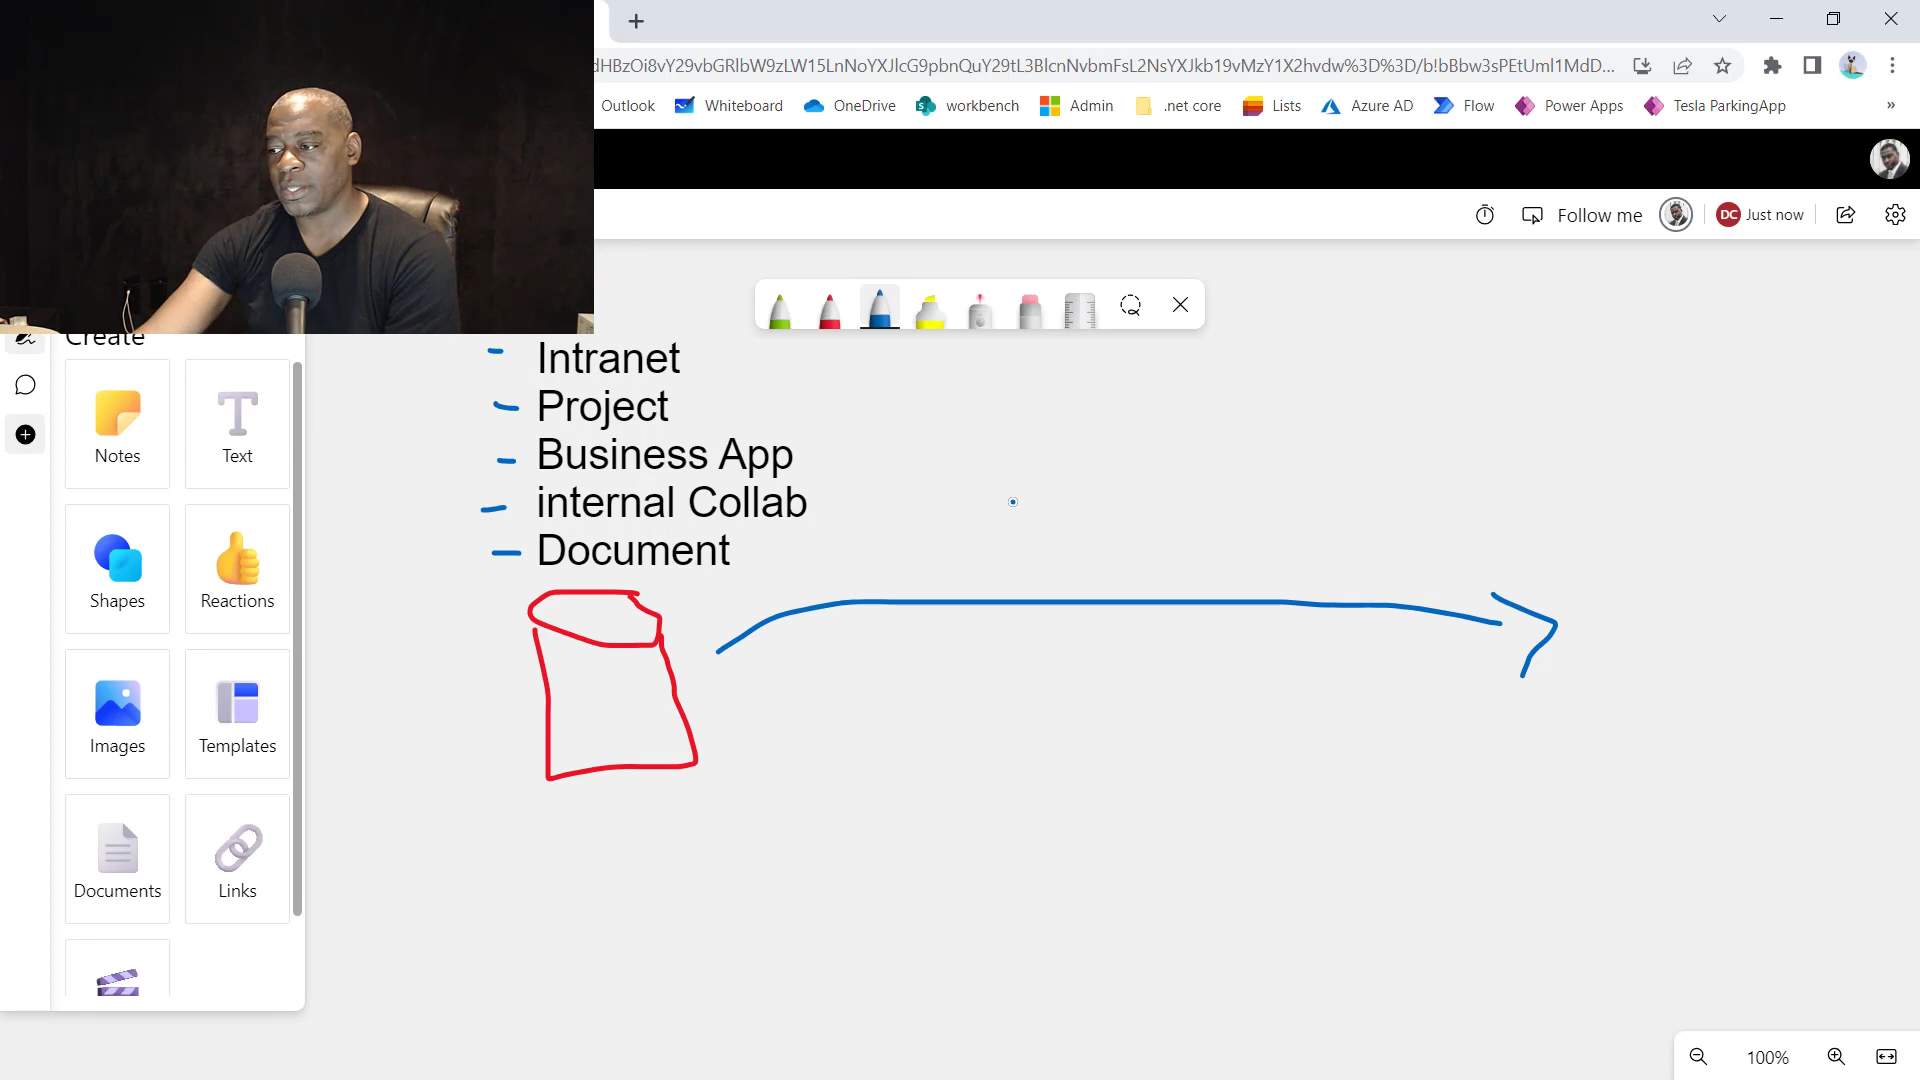 dHBzOi8vY29vbGRlbW9zLW15LnNoYXJlcG9pbnQuY29tL3BlcnNvbmFsL2NsYXJkb19vMzY1X2hvdw%3D%3D/b!bBbw3sPEtUml1MdD...
Outlook Whiteboard OneDrive workbench Admin .net core Lists Azure AD Flow Power Apps Tesla ParkingApp »
Follow me DC Just now
Create
Intranet
Project
Business App
internal Collab
Document
Notes Text
Shapes Reactions
Images Templates
Documents Links
100%